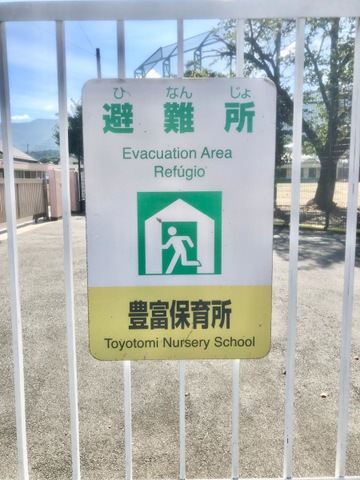 ひ なん じょ
避難所
Evacuation Area
Refúgio
豊富保育所
Toyotomi Nursery School